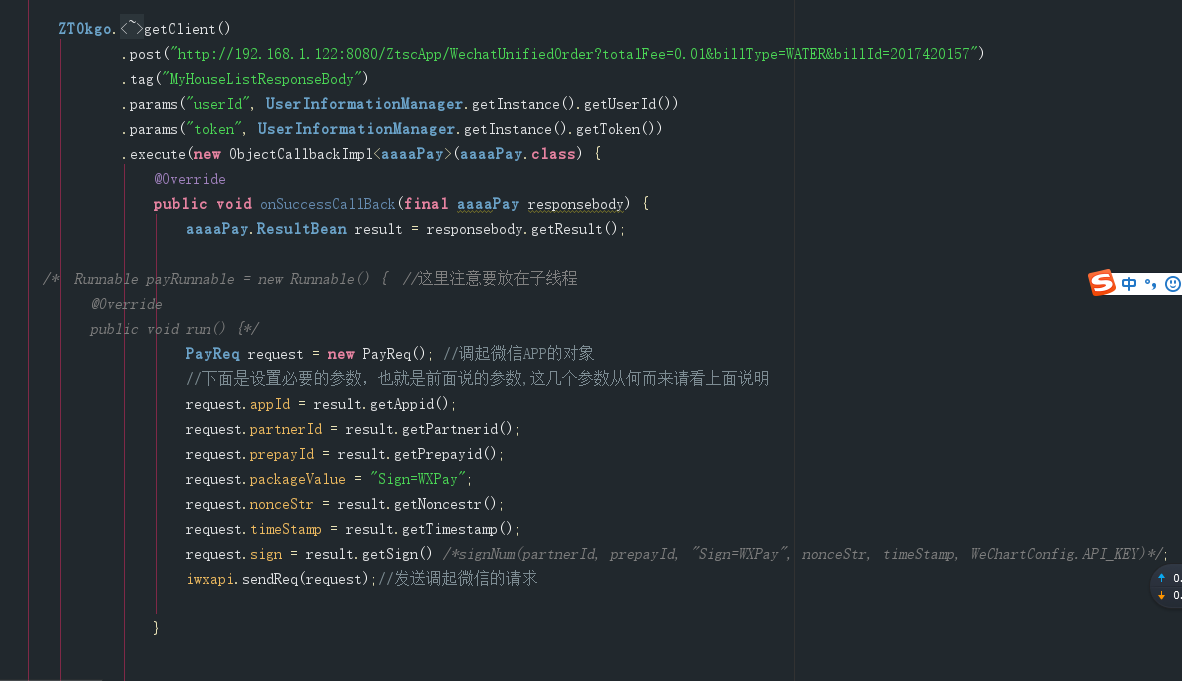 ZTOkgo.<~>getClient()
.post("http://192.168.1.122:8080/ZtscApp/WechatUnifiedOrder?totalFee=0.01&billType=WATER&billId=2017420157")
.tag("MyHouseListResponseBody")
.params("userId", UserInformationManager.getInstance().getUserId())
.params("token", UserInformationManager.getInstance().getToken())
.execute(new ObjectCallbackImpl<aaaaPay>(aaaaPay.class) {
@Override
public void onSuccessCallBack(final aaaaPay responsebody) {
aaaaPay.ResultBean result = responsebody.getResult();
/* Runnable payRunnable = new Runnable() { //这里注意要放在子线程
@Override
public void run() {*/
PayReq request = new PayReq(); //调起微信APP的对象
//下面是设置必要的参数，也就是前面说的参数,这几个参数从何而来请看上面说明
request.appId = result.getAppid();
request.partnerId = result.getPartnerid();
request.prepayId = result.getPrepayid();
request.packageValue = "Sign=WXPay";
request.nonceStr = result.getNoncestr();
request.timeStamp = result.getTimestamp();
request.sign = result.getSign() /*signNum(partnerId, prepayId, "Sign=WXPay", nonceStr, timeStamp, WeChartConfig.API_KEY)*/;
iwxapi.sendReq(request);//发送调起微信的请求
}
S 中 °,
↑ 0.
↓ 0.